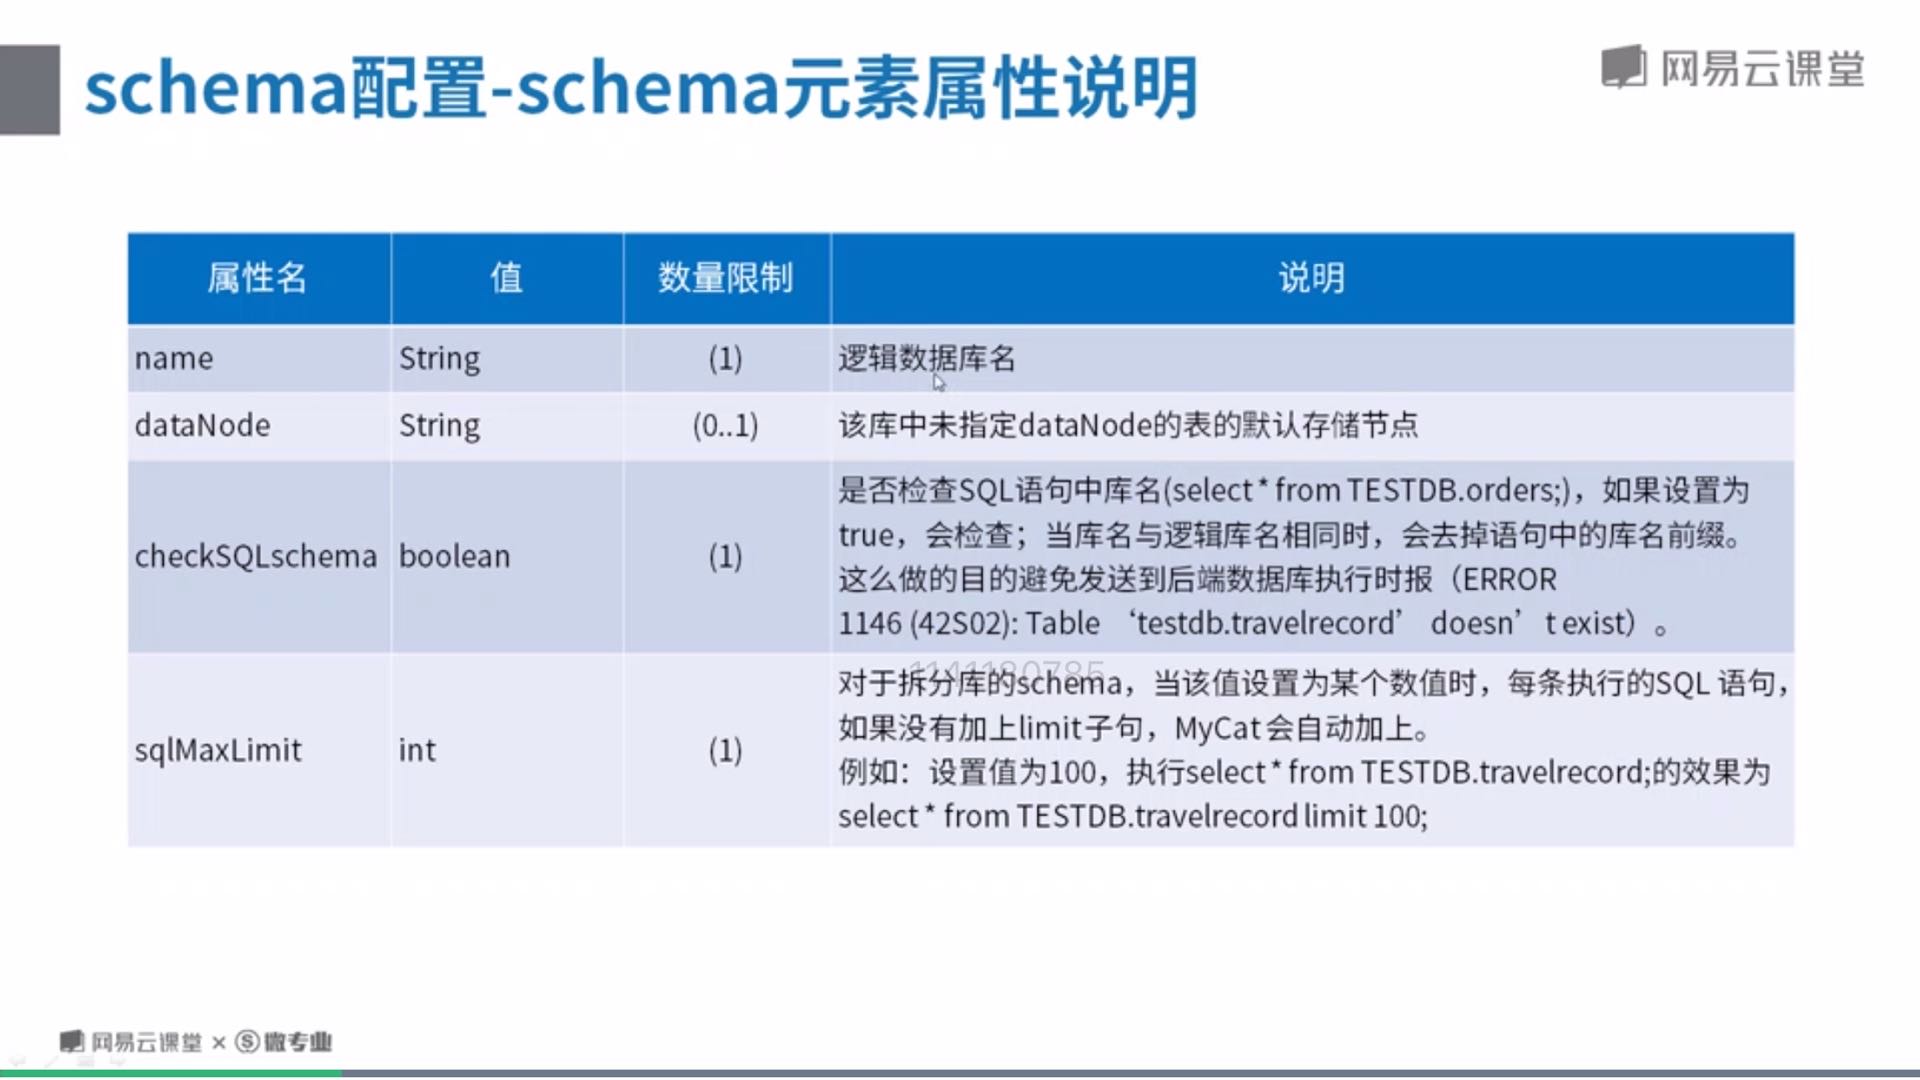 schema配置-schema元素属性说明
网易云课堂
属性名 值 数量限制 说明
name String (1) 逻辑数据库名
dataNode String (0..1) 该库中未指定dataNode的表的默认存储节点
checkSQLschema boolean (1)
是否检查SQL语句中库名(select * from TESTDB.orders;)，如果设置为
true，会检查；当库名与逻辑库名相同时，会去掉语句中的库名前缀。
这么做的目的避免发送到后端数据库执行时报（ERROR
1146 (42S02): Table ‘testdb.travelrecord’ doesn’t exist）。
1141180785
sqlMaxLimit int (1)
对于拆分库的schema，当该值设置为某个数值时，每条执行的SQL 语句，
如果没有加上limit子句，MyCat会自动加上。
例如：设置值为100，执行select * from TESTDB.travelrecord;的效果为
select * from TESTDB.travelrecord limit 100;
网易云课堂 × S 微专业